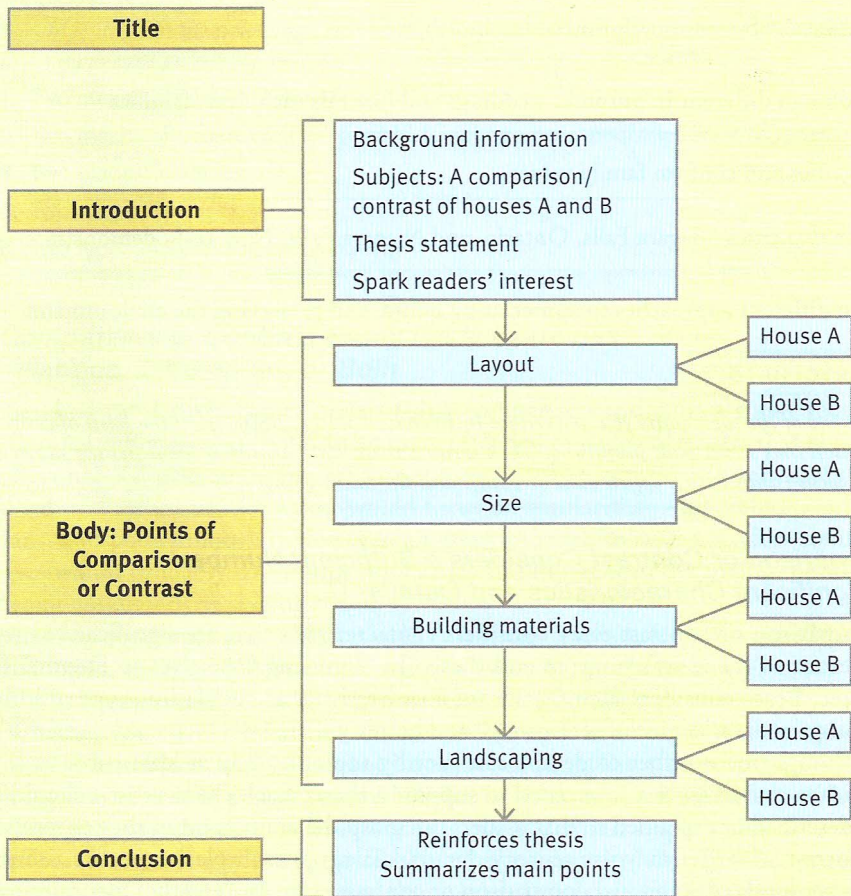 Title
Introduction
Background information
Subjects: A comparison/
contrast of houses A and B
Thesis statement
Spark readers' interest
Body: Points of
Comparison
or Contrast
Layout
House A
House B
Size
House A
House B
Building materials
House A
House B
Landscaping
House A
House B
Conclusion
Reinforces thesis
Summarizes main points